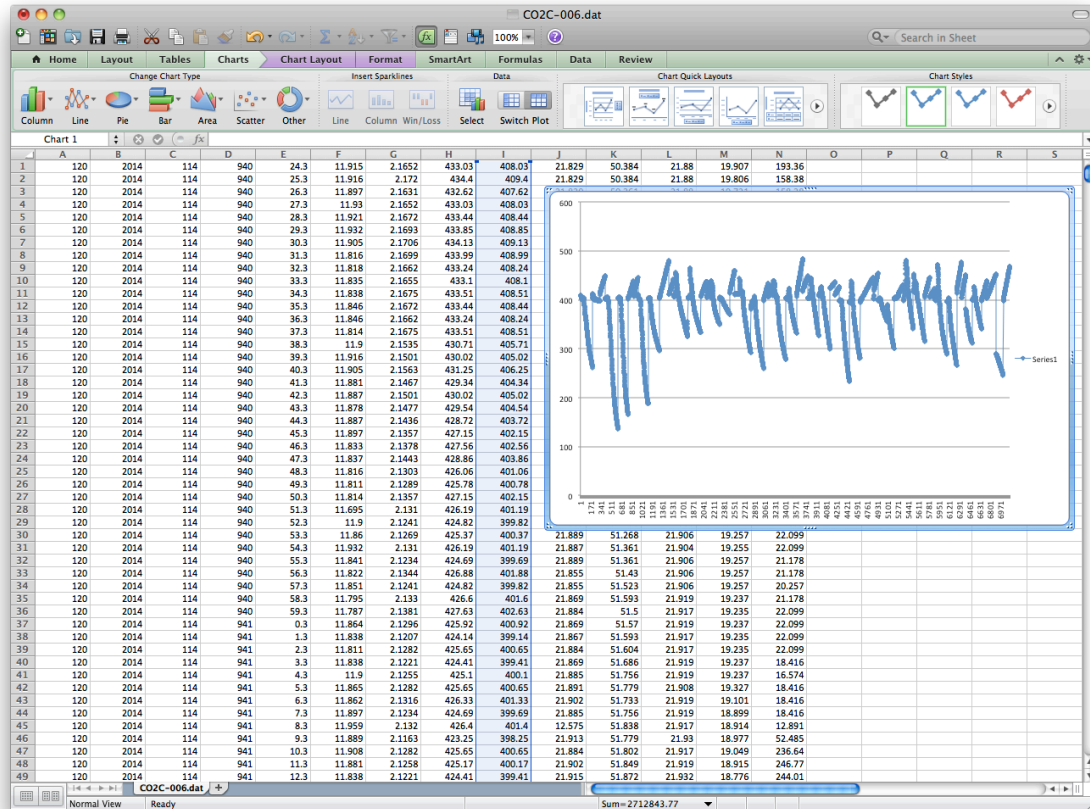 CO2C-006.dat
100%
Search in Sheet
Home Layout Tables Charts Chart Layout Format SmartArt Formulas Data Review
Change Chart Type Insert Sparklines Data Chart Quick Layouts Chart Styles
Column Line Pie Bar Area Scatter Other Line Column Win/Loss Select Switch Plot
Chart 1 fx
A B C D E F G H I J K L M N O P Q R S
1 120 2014 114 940 24.3 11.915 2.1652 433.03 408.03 21.829 50.384 21.88 19.907 193.36
2 120 2014 114 940 25.3 11.916 2.172 434.4 409.4 21.829 50.384 21.88 19.806 158.38
3 120 2014 114 940 26.3 11.897 2.1631 432.62 407.62
4 120 2014 114 940 27.3 11.93 2.1652 433.03 408.03
5 120 2014 114 940 28.3 11.921 2.1672 433.44 408.44
6 120 2014 114 940 29.3 11.932 2.1693 433.85 408.85
7 120 2014 114 940 30.3 11.905 2.1706 434.13 409.13
8 120 2014 114 940 31.3 11.816 2.1699 433.99 408.99
9 120 2014 114 940 32.3 11.818 2.1662 433.24 408.24
10 120 2014 114 940 33.3 11.835 2.1655 433.1 408.1
11 120 2014 114 940 34.3 11.838 2.1675 433.51 408.51
12 120 2014 114 940 35.3 11.846 2.1672 433.44 408.44
13 120 2014 114 940 36.3 11.846 2.1662 433.24 408.24
14 120 2014 114 940 37.3 11.814 2.1675 433.51 408.51
15 120 2014 114 940 38.3 11.9 2.1535 430.71 405.71
16 120 2014 114 940 39.3 11.916 2.1501 430.02 405.02
17 120 2014 114 940 40.3 11.905 2.1563 431.25 406.25
18 120 2014 114 940 41.3 11.881 2.1467 429.34 404.34
19 120 2014 114 940 42.3 11.887 2.1501 430.02 405.02
20 120 2014 114 940 43.3 11.878 2.1477 429.54 404.54
21 120 2014 114 940 44.3 11.887 2.1436 428.72 403.72
22 120 2014 114 940 45.3 11.897 2.1357 427.15 402.15
23 120 2014 114 940 46.3 11.833 2.1378 427.56 402.56
24 120 2014 114 940 47.3 11.837 2.1443 428.86 403.86
25 120 2014 114 940 48.3 11.816 2.1303 426.06 401.06
26 120 2014 114 940 49.3 11.811 2.1289 425.78 400.78
27 120 2014 114 940 50.3 11.814 2.1357 427.15 402.15
28 120 2014 114 940 51.3 11.695 2.131 426.19 401.19
29 120 2014 114 940 52.3 11.9 2.1241 424.82 399.82
30 120 2014 114 940 53.3 11.86 2.1269 425.37 400.37 21.889 51.268 21.906 19.257 22.099
31 120 2014 114 940 54.3 11.932 2.131 426.19 401.19 21.887 51.361 21.904 19.255 22.099
32 120 2014 114 940 55.3 11.841 2.1234 424.69 399.69 21.889 51.361 21.906 19.257 21.178
33 120 2014 114 940 56.3 11.822 2.1344 426.88 401.88 21.855 51.43 21.906 19.257 21.178
34 120 2014 114 940 57.3 11.851 2.1241 424.82 399.82 21.855 51.523 21.906 19.257 20.257
35 120 2014 114 940 58.3 11.795 2.133 426.6 401.6 21.869 51.593 21.919 19.237 21.178
36 120 2014 114 940 59.3 11.787 2.1381 427.63 402.63 21.884 51.5 21.919 19.235 22.099
37 120 2014 114 941 0.3 11.864 2.1296 425.92 400.92 21.869 51.57 21.919 19.237 22.099
38 120 2014 114 941 1.3 11.838 2.1207 424.14 399.14 21.867 51.593 21.917 19.235 22.099
39 120 2014 114 941 2.3 11.811 2.1282 425.65 400.65 21.884 51.604 21.917 19.235 22.099
40 120 2014 114 941 3.3 11.838 2.1221 424.41 399.41 21.869 51.686 21.919 19.237 18.416
41 120 2014 114 941 4.3 11.9 2.1255 425.1 400.1 21.885 51.756 21.919 19.237 16.574
42 120 2014 114 941 5.3 11.865 2.1282 425.65 400.65 21.891 51.779 21.908 19.327 18.416
43 120 2014 114 941 6.3 11.862 2.1316 426.33 401.33 21.902 51.733 21.919 19.101 18.416
44 120 2014 114 941 7.3 11.897 2.1234 424.69 399.69 21.885 51.756 21.919 18.899 18.416
45 120 2014 114 941 8.3 11.959 2.132 426.4 401.4 12.575 51.838 21.917 18.914 12.891
46 120 2014 114 941 9.3 11.889 2.1163 423.25 398.25 21.913 51.779 21.93 18.977 52.485
47 120 2014 114 941 10.3 11.908 2.1282 425.65 400.65 21.884 51.802 21.917 19.049 236.64
48 120 2014 114 941 11.3 11.881 2.1258 425.17 400.17 21.902 51.849 21.919 18.915 246.77
49 120 2014 114 941 12.3 11.838 2.1221 424.41 399.41 21.915 51.872 21.932 18.776 244.01
600
500
400
300
200
100
0
1 171 341 511 681 851 1021 1191 1361 1531 1701 1871 2041 2211 2381 2551 2721 2891 3061 3231 3401 3571 3741 3911 4081 4251 4421 4591 4761 4931 5101 5271 5441 5611 5781 5951 6121 6291 6461 6631 6801 6971
Series1
CO2C-006.dat
Normal View Ready Sum=2712843.77